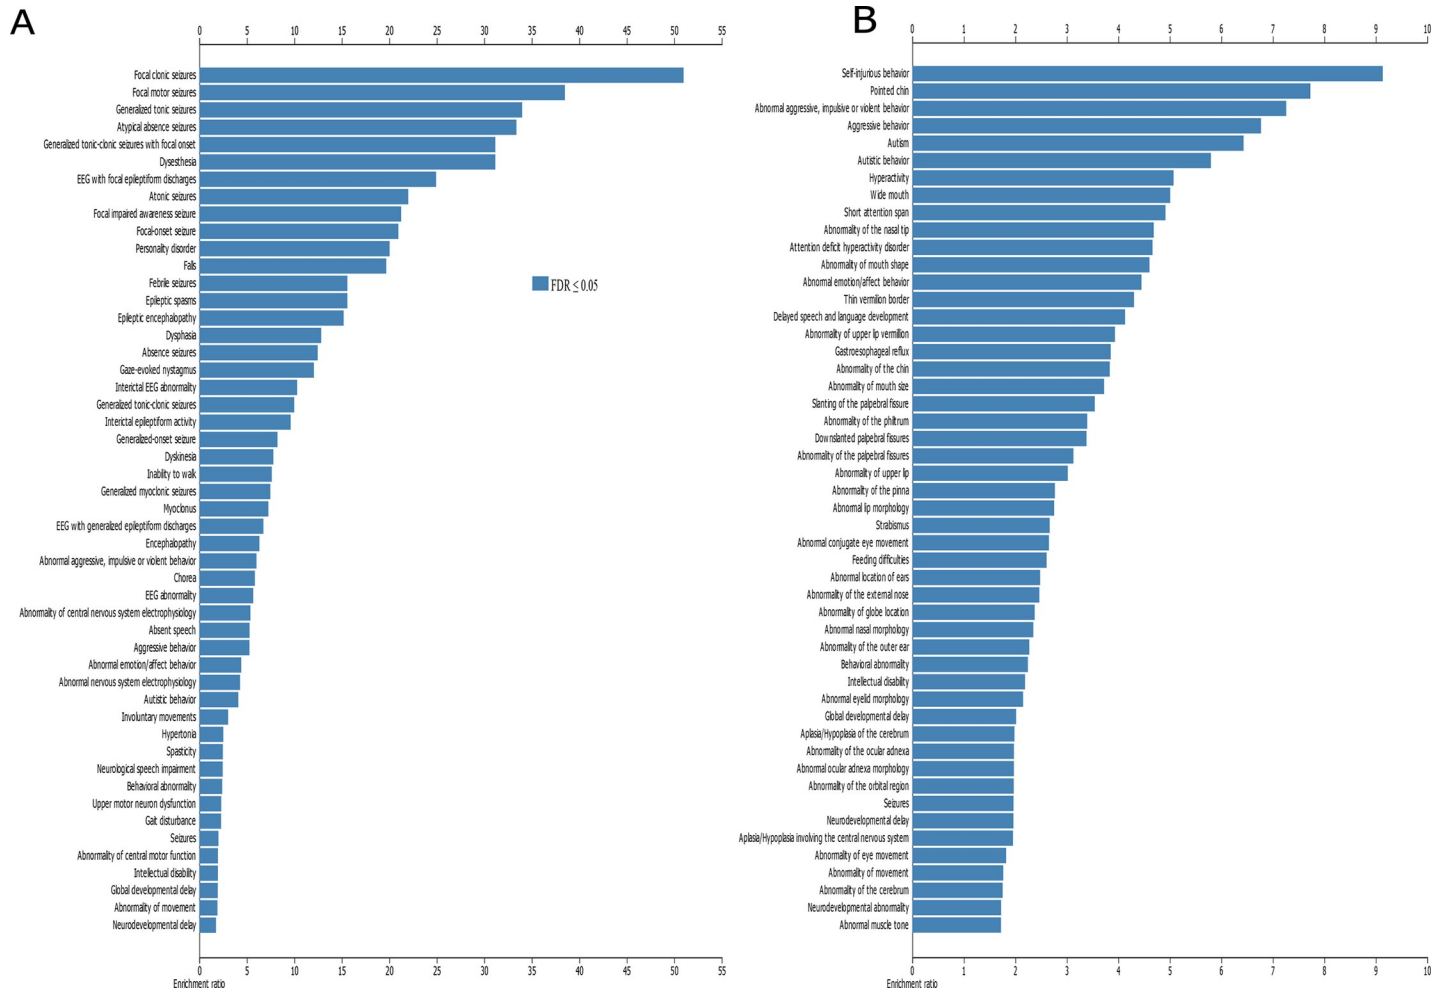 A
0 5 10 15 20 25 30 35 40 45 50 55
Focal clonic seizures
Focal motor seizures
Generalized tonic seizures
Atypical absence seizures
Generalized tonic-clonic seizures with focal onset
Dysesthesia
EEG with focal epileptiform discharges
Atonic seizures
Focal impaired awareness seizure
Focal-onset seizure
Personality disorder
Falls
Febrile seizures
Epileptic spasms
Epileptic encephalopathy
Dysphasia
Absence seizures
Gaze-evoked nystagmus
Interictal EEG abnormality
Generalized tonic-clonic seizures
Interictal epileptiform activity
Generalized-onset seizure
Dyskinesia
Inability to walk
Generalized myoclonic seizures
Myoclonus
EEG with generalized epileptiform discharges
Encephalopathy
Abnormal aggressive, impulsive or violent behavior
Chorea
EEG abnormality
Abnormality of central nervous system electrophysiology
Absent speech
Aggressive behavior
Abnormal emotion/affect behavior
Abnormal nervous system electrophysiology
Autistic behavior
Involuntary movements
Hypertonia
Spasticity
Neurological speech impairment
Behavioral abnormality
Upper motor neuron dysfunction
Gait disturbance
Seizures
Abnormality of central motor function
Intellectual disability
Global developmental delay
Abnormality of movement
Neurodevelopmental delay
0 5 10 15 20 25 30 35 40 45 50 55
Enrichment ratio
FDR ≤ 0.05
B
0 1 2 3 4 5 6 7 8 9 10
Self-injurious behavior
Pointed chin
Abnormal aggressive, impulsive or violent behavior
Aggressive behavior
Autism
Autistic behavior
Hyperactivity
Wide mouth
Short attention span
Abnormality of the nasal tip
Attention deficit hyperactivity disorder
Abnormality of mouth shape
Abnormal emotion/affect behavior
Thin vermilion border
Delayed speech and language development
Abnormality of upper lip vermillion
Gastroesophageal reflux
Abnormality of the chin
Abnormality of mouth size
Slanting of the palpebral fissure
Abnormality of the philtrum
Downslanted palpebral fissures
Abnormality of the palpebral fissures
Abnormality of upper lip
Abnormality of the pinna
Abnormal lip morphology
Strabismus
Abnormal conjugate eye movement
Feeding difficulties
Abnormal location of ears
Abnormality of the external nose
Abnormality of globe location
Abnormal nasal morphology
Abnormality of the outer ear
Behavioral abnormality
Intellectual disability
Abnormal eyelid morphology
Global developmental delay
Aplasia/Hypoplasia of the cerebrum
Abnormality of the ocular adnexa
Abnormal ocular adnexa morphology
Abnormality of the orbital region
Seizures
Neurodevelopmental delay
Aplasia/Hypoplasia involving the central nervous system
Abnormality of eye movement
Abnormality of movement
Abnormality of the cerebrum
Neurodevelopmental abnormality
Abnormal muscle tone
0 1 2 3 4 5 6 7 8 9 10
Enrichment ratio